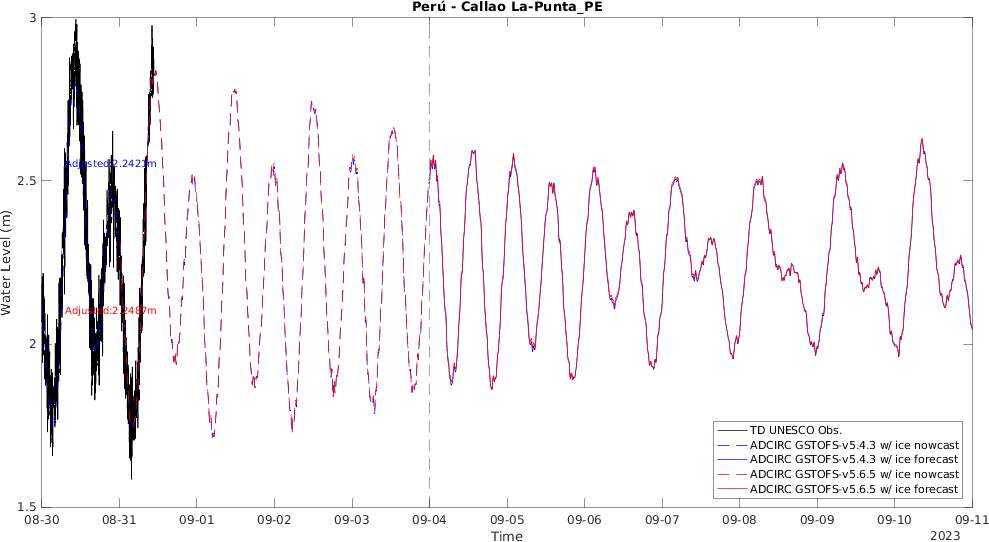 Perú - Callao La-Punta_PE
3
2.5
2
1.5
Water Level (m)
Adjusted:2.2421m
Adjusted:2.2487m
TD UNESCO Obs.
ADCIRC GSTOFS-v5.4.3 w/ ice nowcast
ADCIRC GSTOFS-v5.4.3 w/ ice forecast
ADCIRC GSTOFS-v5.6.5 w/ ice nowcast
ADCIRC GSTOFS-v5.6.5 w/ ice forecast
08-30 08-31 09-01 09-02 09-03 09-04 09-05 09-06 09-07 09-08 09-09 09-10 09-11
Time
2023